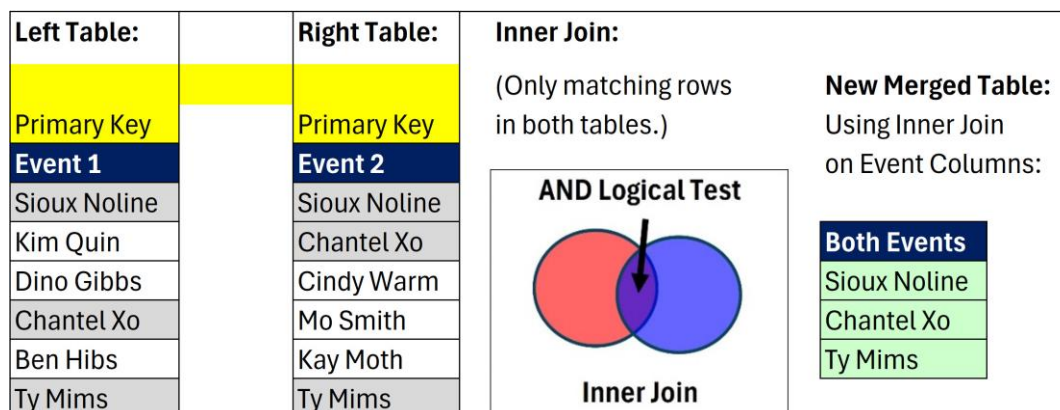 Left Table:
Right Table:
Inner Join:
(Only matching rows
in both tables.)
New Merged Table:
Using Inner Join
on Event Columns:
Primary Key
Primary Key
Event 1
Event 2
Sioux Noline
Sioux Noline
Kim Quin
Chantel Xo
Dino Gibbs
Cindy Warm
Chantel Xo
Mo Smith
Ben Hibs
Kay Moth
Ty Mims
Ty Mims
AND Logical Test
Inner Join
Both Events
Sioux Noline
Chantel Xo
Ty Mims